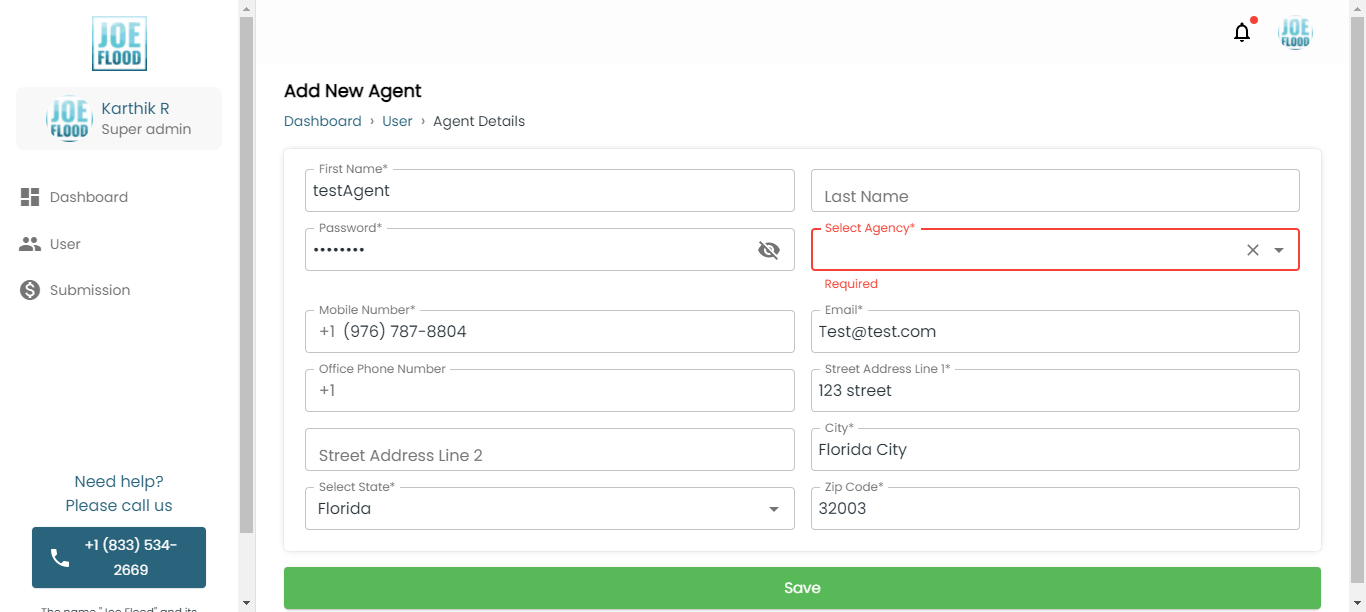 JOE
FLOOD
JOE
FLOOD
Karthik R
Super admin
Dashboard
User
Submission
Need help?
Please call us
+1 (833) 534-
2669
The name "Joe Flood" and its
JOE
FLOOD
Add New Agent
Dashboard › User › Agent Details
First Name*
testAgent
Last Name
Password*
••••••••
Select Agency*
Required
Mobile Number*
+1 (976) 787-8804
Email*
Test@test.com
Office Phone Number
+1
Street Address Line 1*
123 street
Street Address Line 2
City*
Florida City
Select State*
Florida
Zip Code*
32003
Save